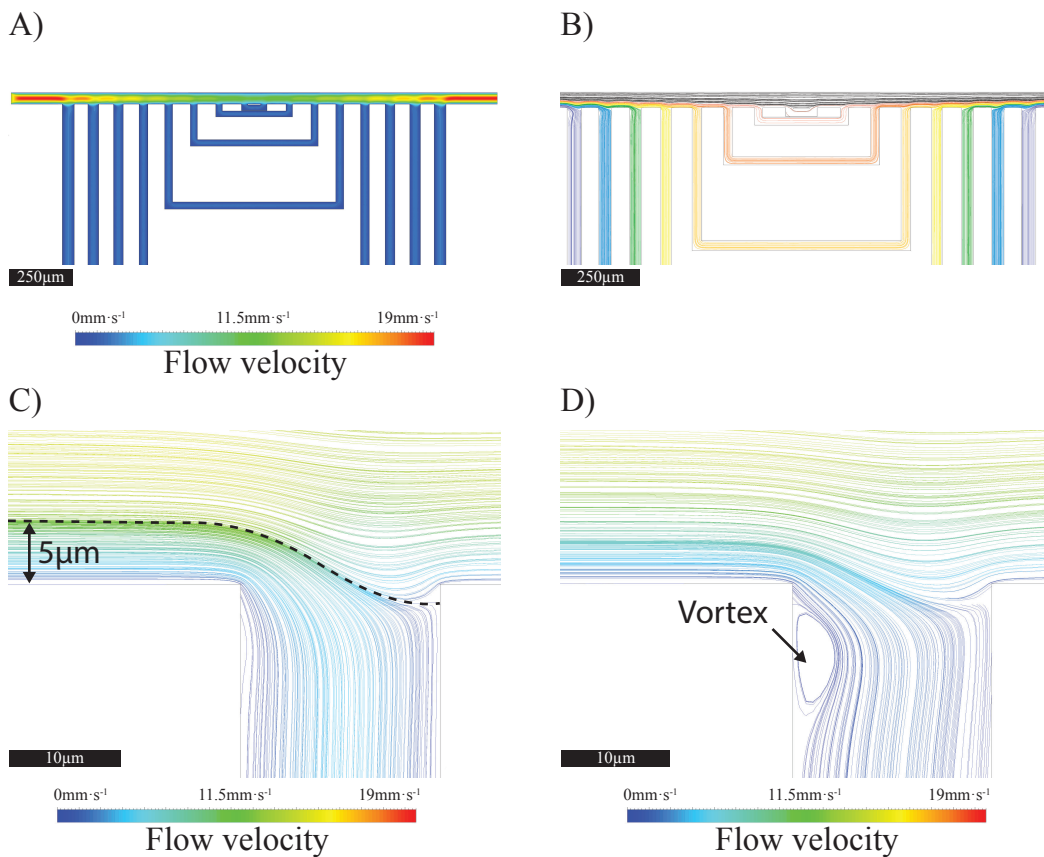 A)
B)
250µm
250µm
0mm·s⁻¹ 11.5mm·s⁻¹ 19mm·s⁻¹
Flow velocity
C)
D)
5µm
Vortex
10µm
10µm
0mm·s⁻¹ 11.5mm·s⁻¹ 19mm·s⁻¹
0mm·s⁻¹ 11.5mm·s⁻¹ 19mm·s⁻¹
Flow velocity
Flow velocity